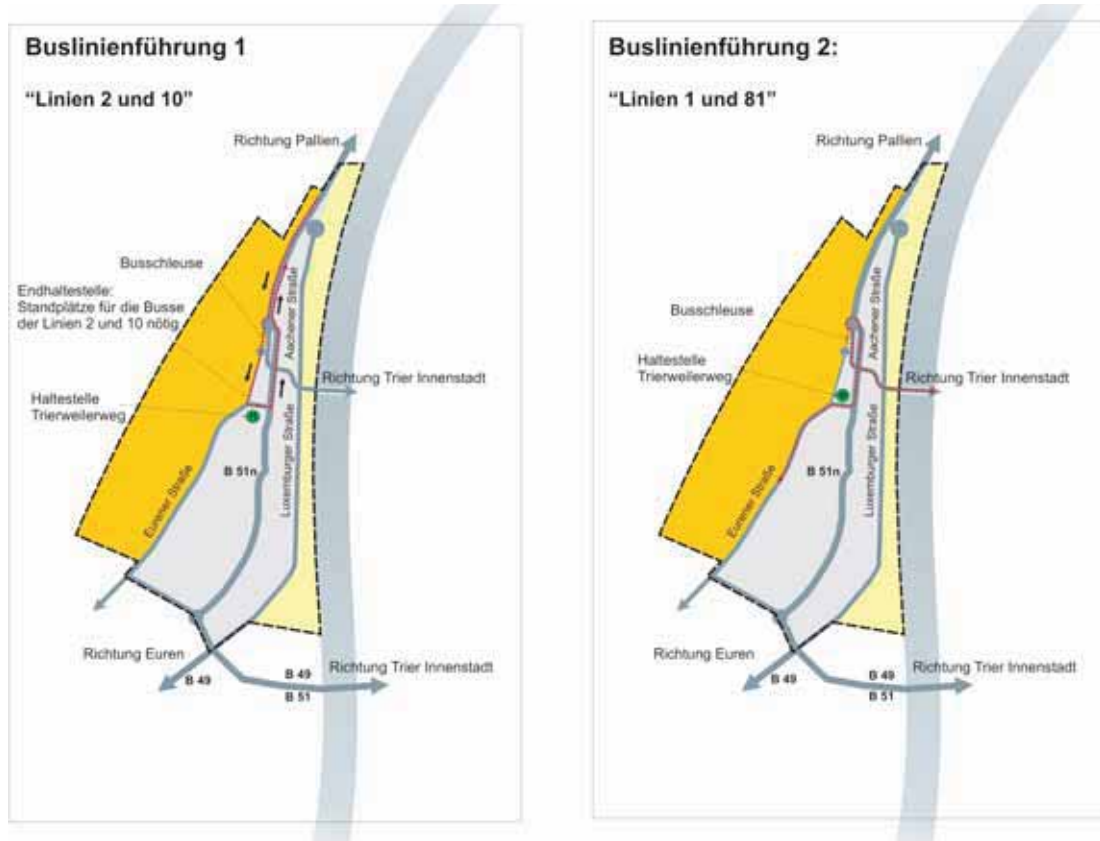 Buslinienführung 1
“Linien 2 und 10”
Richtung Pallien
Busschleuse
Endhaltestelle:
Standplätze für die Busse
der Linien 2 und 10 nötig
Aachener Straße
Richtung Trier Innenstadt
Haltestelle
Trierweilerweg
B 51n
Luxemburger Straße
Eurener Straße
Richtung Euren
B 49
Richtung Trier Innenstadt
B 49
B 51
Buslinienführung 2:
“Linien 1 und 81”
Richtung Pallien
Aachener Straße
Busschleuse
Haltestelle
Trierweilerweg
Richtung Trier Innenstadt
B 51n
Luxemburger Straße
Eurener Straße
Richtung Euren
B 49
Richtung Trier Innenstadt
B 49
B 51